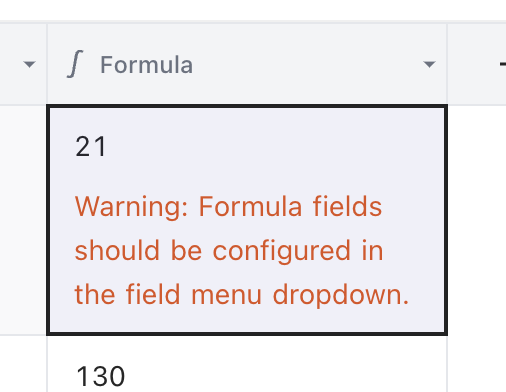 Formula
21
Warning: Formula fields
should be configured in
the field menu dropdown.
130